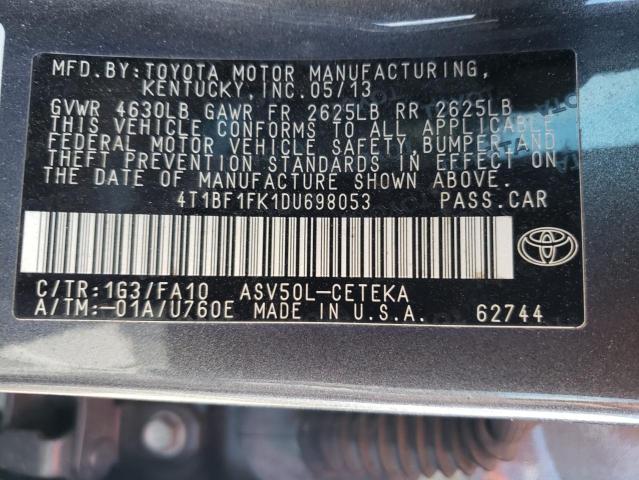 MFD.BY:TOYOTA MOTOR MANUFACTURING,
KENTUCKY, INC. 05/13
GVWR 4630LB GAWR FR 2625LB RR 2625LB
THIS VEHICLE CONFORMS TO ALL APPLICABLE
FEDERAL MOTOR VEHICLE SAFETY, BUMPER, AND
THEFT PREVENTION STANDARDS IN EFFECT ON
THE DATE OF MANUFACTURE SHOWN ABOVE.
4T1BF1FK1DU698053 PASS.CAR
C/TR:1G3/FA10 ASV50L-CETEKA
A/TM:-01A/U760E MADE IN U.S.A. 62744